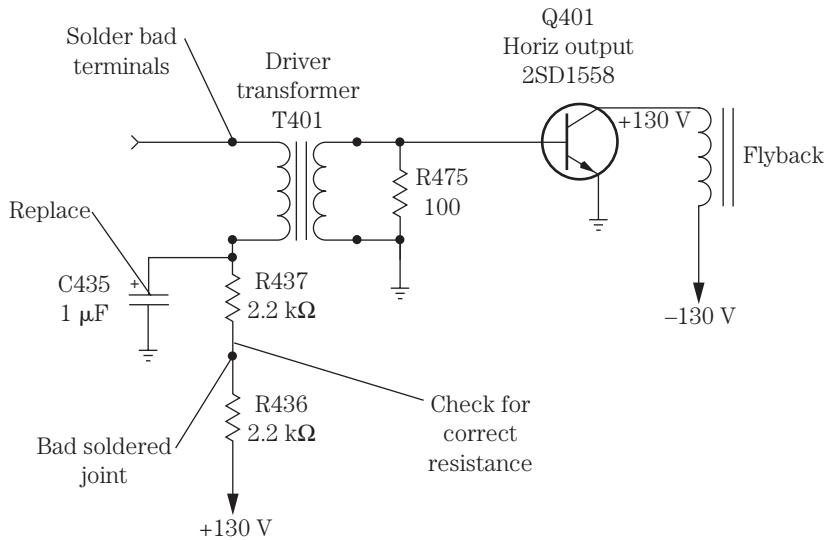 Q401
Horiz output
2SD1558
Solder bad
terminals
Driver
transformer
T401
+130 V
Flyback
R475
100
Replace
C435
1 μF
+
R437
2.2 kΩ
–130 V
R436
2.2 kΩ
Check for
correct
resistance
Bad soldered
joint
+130 V